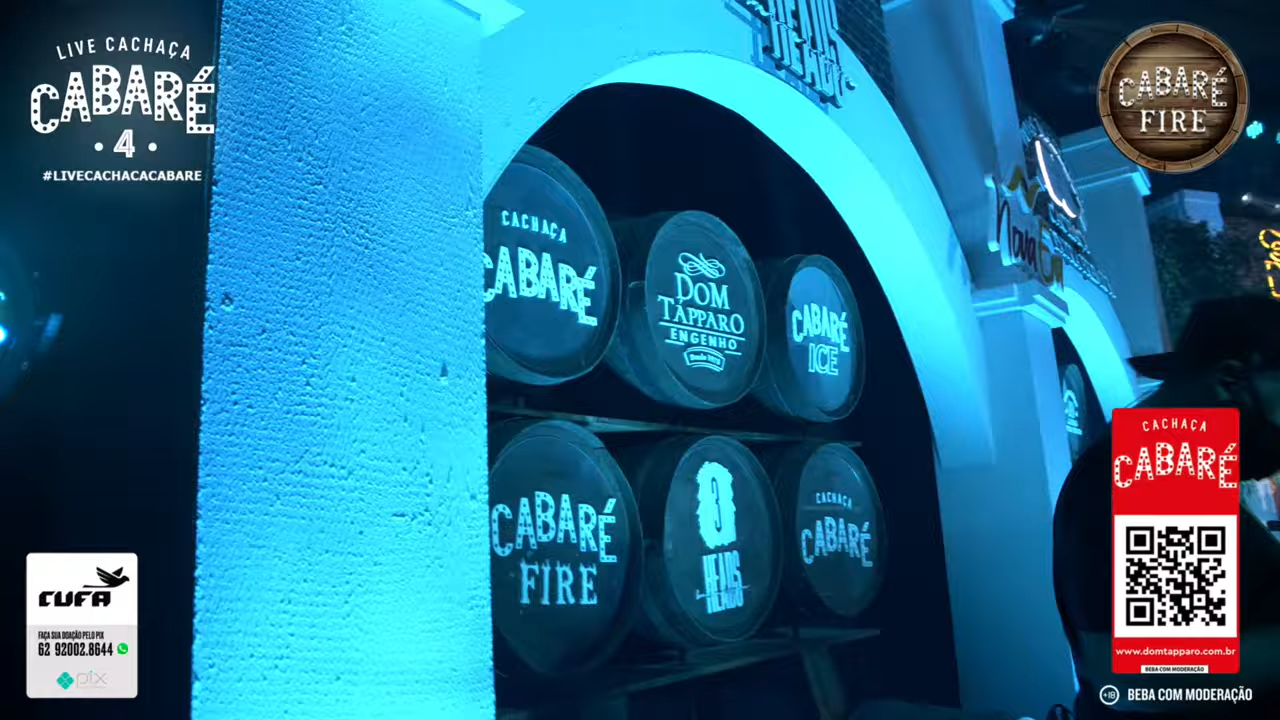 LIVE CACHAÇA
CABARÉ
• 4 •
#LIVECACHACACABARE
CABARÉ
FIRE
CACHAÇA
CABARÉ
DOM
TÁPPARO
ENGENHO
CABARÉ
ICE
CABARÉ
FIRE
3
HEADS
CACHAÇA
CABARÉ
Nova
CUFA
FAÇA SUA DOAÇÃO PELO PIX
62 92002.8644
pix
CACHAÇA
CABARÉ
www.domtapparo.com.br
BEBA COM MODERAÇÃO
+18 BEBA COM MODERAÇÃO